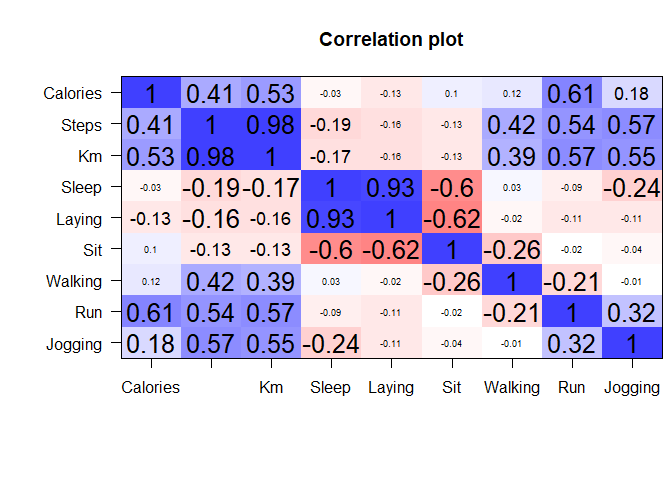 Correlation plot
Calories 1 0.41 0.53 -0.03 -0.13 0.1 0.12 0.61 0.18
Steps 0.41 1 0.98 -0.19 -0.16 -0.13 0.42 0.54 0.57
Km 0.53 0.98 1 -0.17 -0.16 -0.13 0.39 0.57 0.55
Sleep -0.03 -0.19 -0.17 1 0.93 -0.6 0.03 -0.09 -0.24
Laying -0.13 -0.16 -0.16 0.93 1 -0.62 -0.02 -0.11 -0.11
Sit 0.1 -0.13 -0.13 -0.6 -0.62 1 -0.26 -0.02 -0.04
Walking 0.12 0.42 0.39 0.03 -0.02 -0.26 1 -0.21 -0.01
Run 0.61 0.54 0.57 -0.09 -0.11 -0.02 -0.21 1 0.32
Jogging 0.18 0.57 0.55 -0.24 -0.11 -0.04 -0.01 0.32 1
Calories Km Sleep Laying Sit Walking Run Jogging